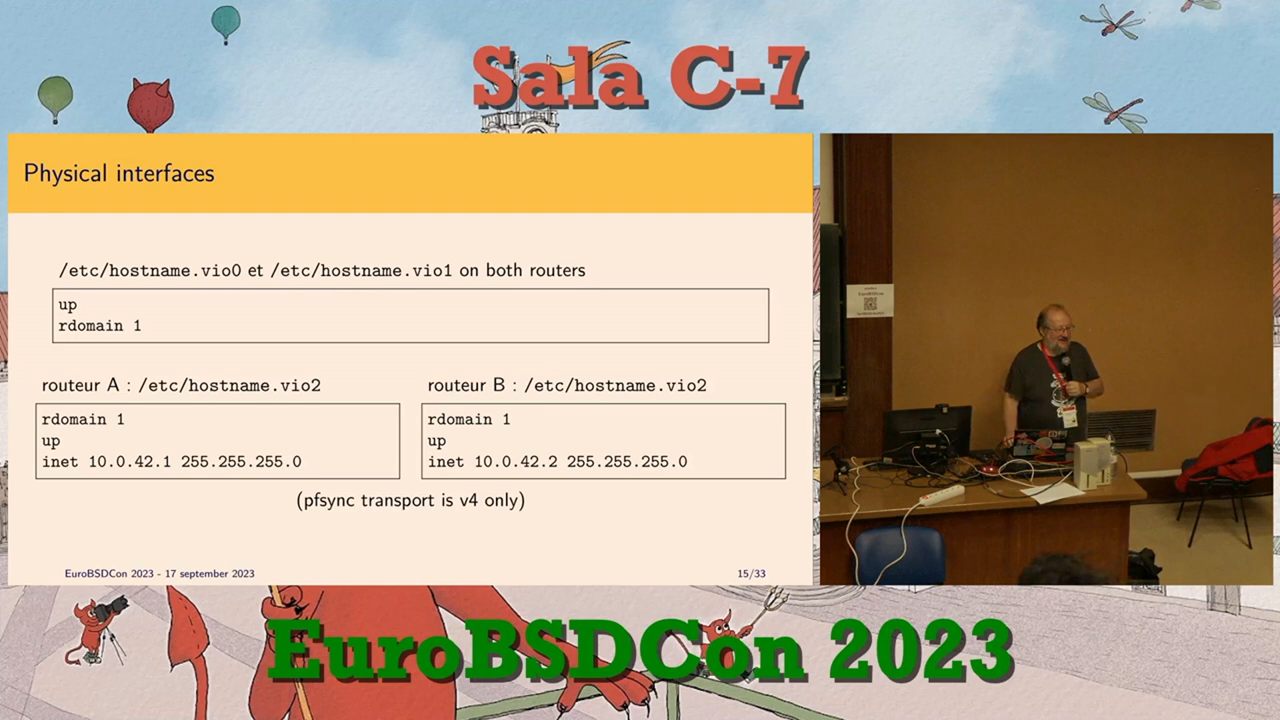 Sala C-7
Physical interfaces
/etc/hostname.vio0 et /etc/hostname.vio1 on both routers
up
rdomain 1
routeur A : /etc/hostname.vio2
rdomain 1
up
inet 10.0.42.1 255.255.255.0
routeur B : /etc/hostname.vio2
rdomain 1
up
inet 10.0.42.2 255.255.255.0
(pfsync transport is v4 only)
EuroBSDCon 2023 - 17 september 2023
15/33
EuroBSDCon 2023